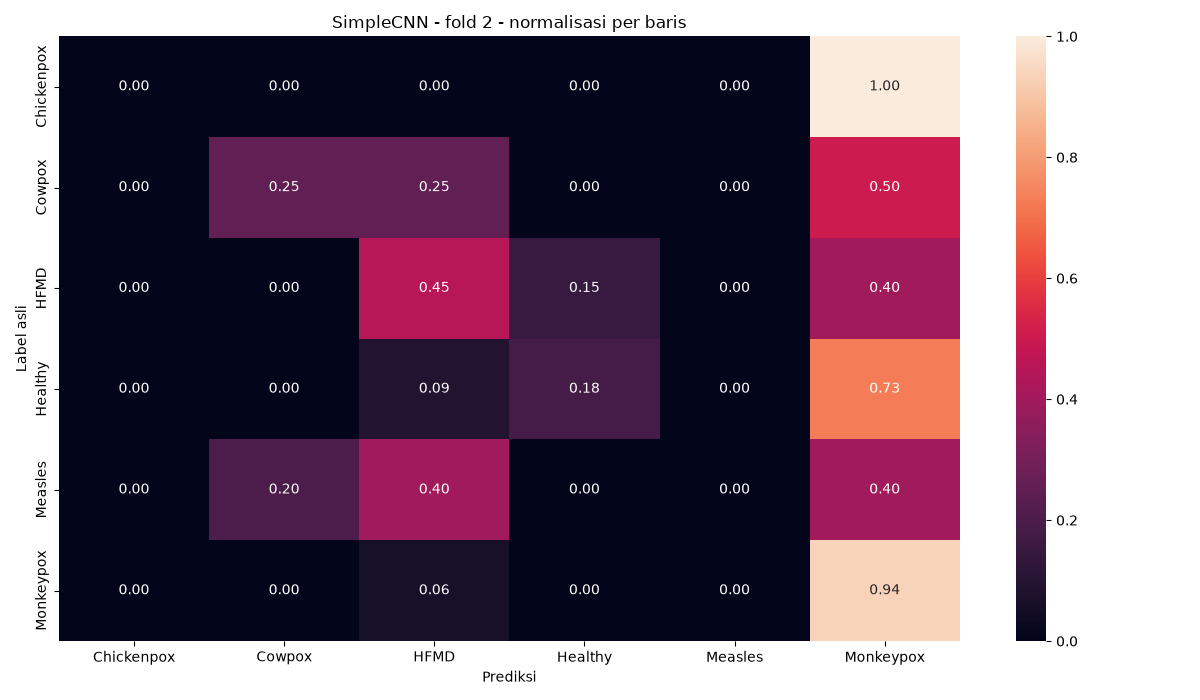 SimpleCNN - fold 2 - normalisasi per baris
Label asli
Chickenpox 0.00 0.00 0.00 0.00 0.00 1.00
Cowpox 0.00 0.25 0.25 0.00 0.00 0.50
HFMD 0.00 0.00 0.45 0.15 0.00 0.40
Healthy 0.00 0.00 0.09 0.18 0.00 0.73
Measles 0.00 0.20 0.40 0.00 0.00 0.40
Monkeypox 0.00 0.00 0.06 0.00 0.00 0.94
Chickenpox Cowpox HFMD Healthy Measles Monkeypox
Prediksi
1.0
0.8
0.6
0.4
0.2
0.0